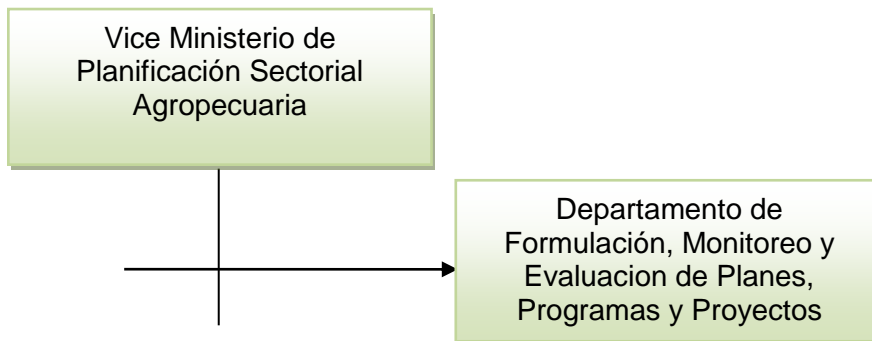 Vice Ministerio de
Planificación Sectorial
Agropecuaria
Departamento de
Formulación, Monitoreo y
Evaluacion de Planes,
Programas y Proyectos